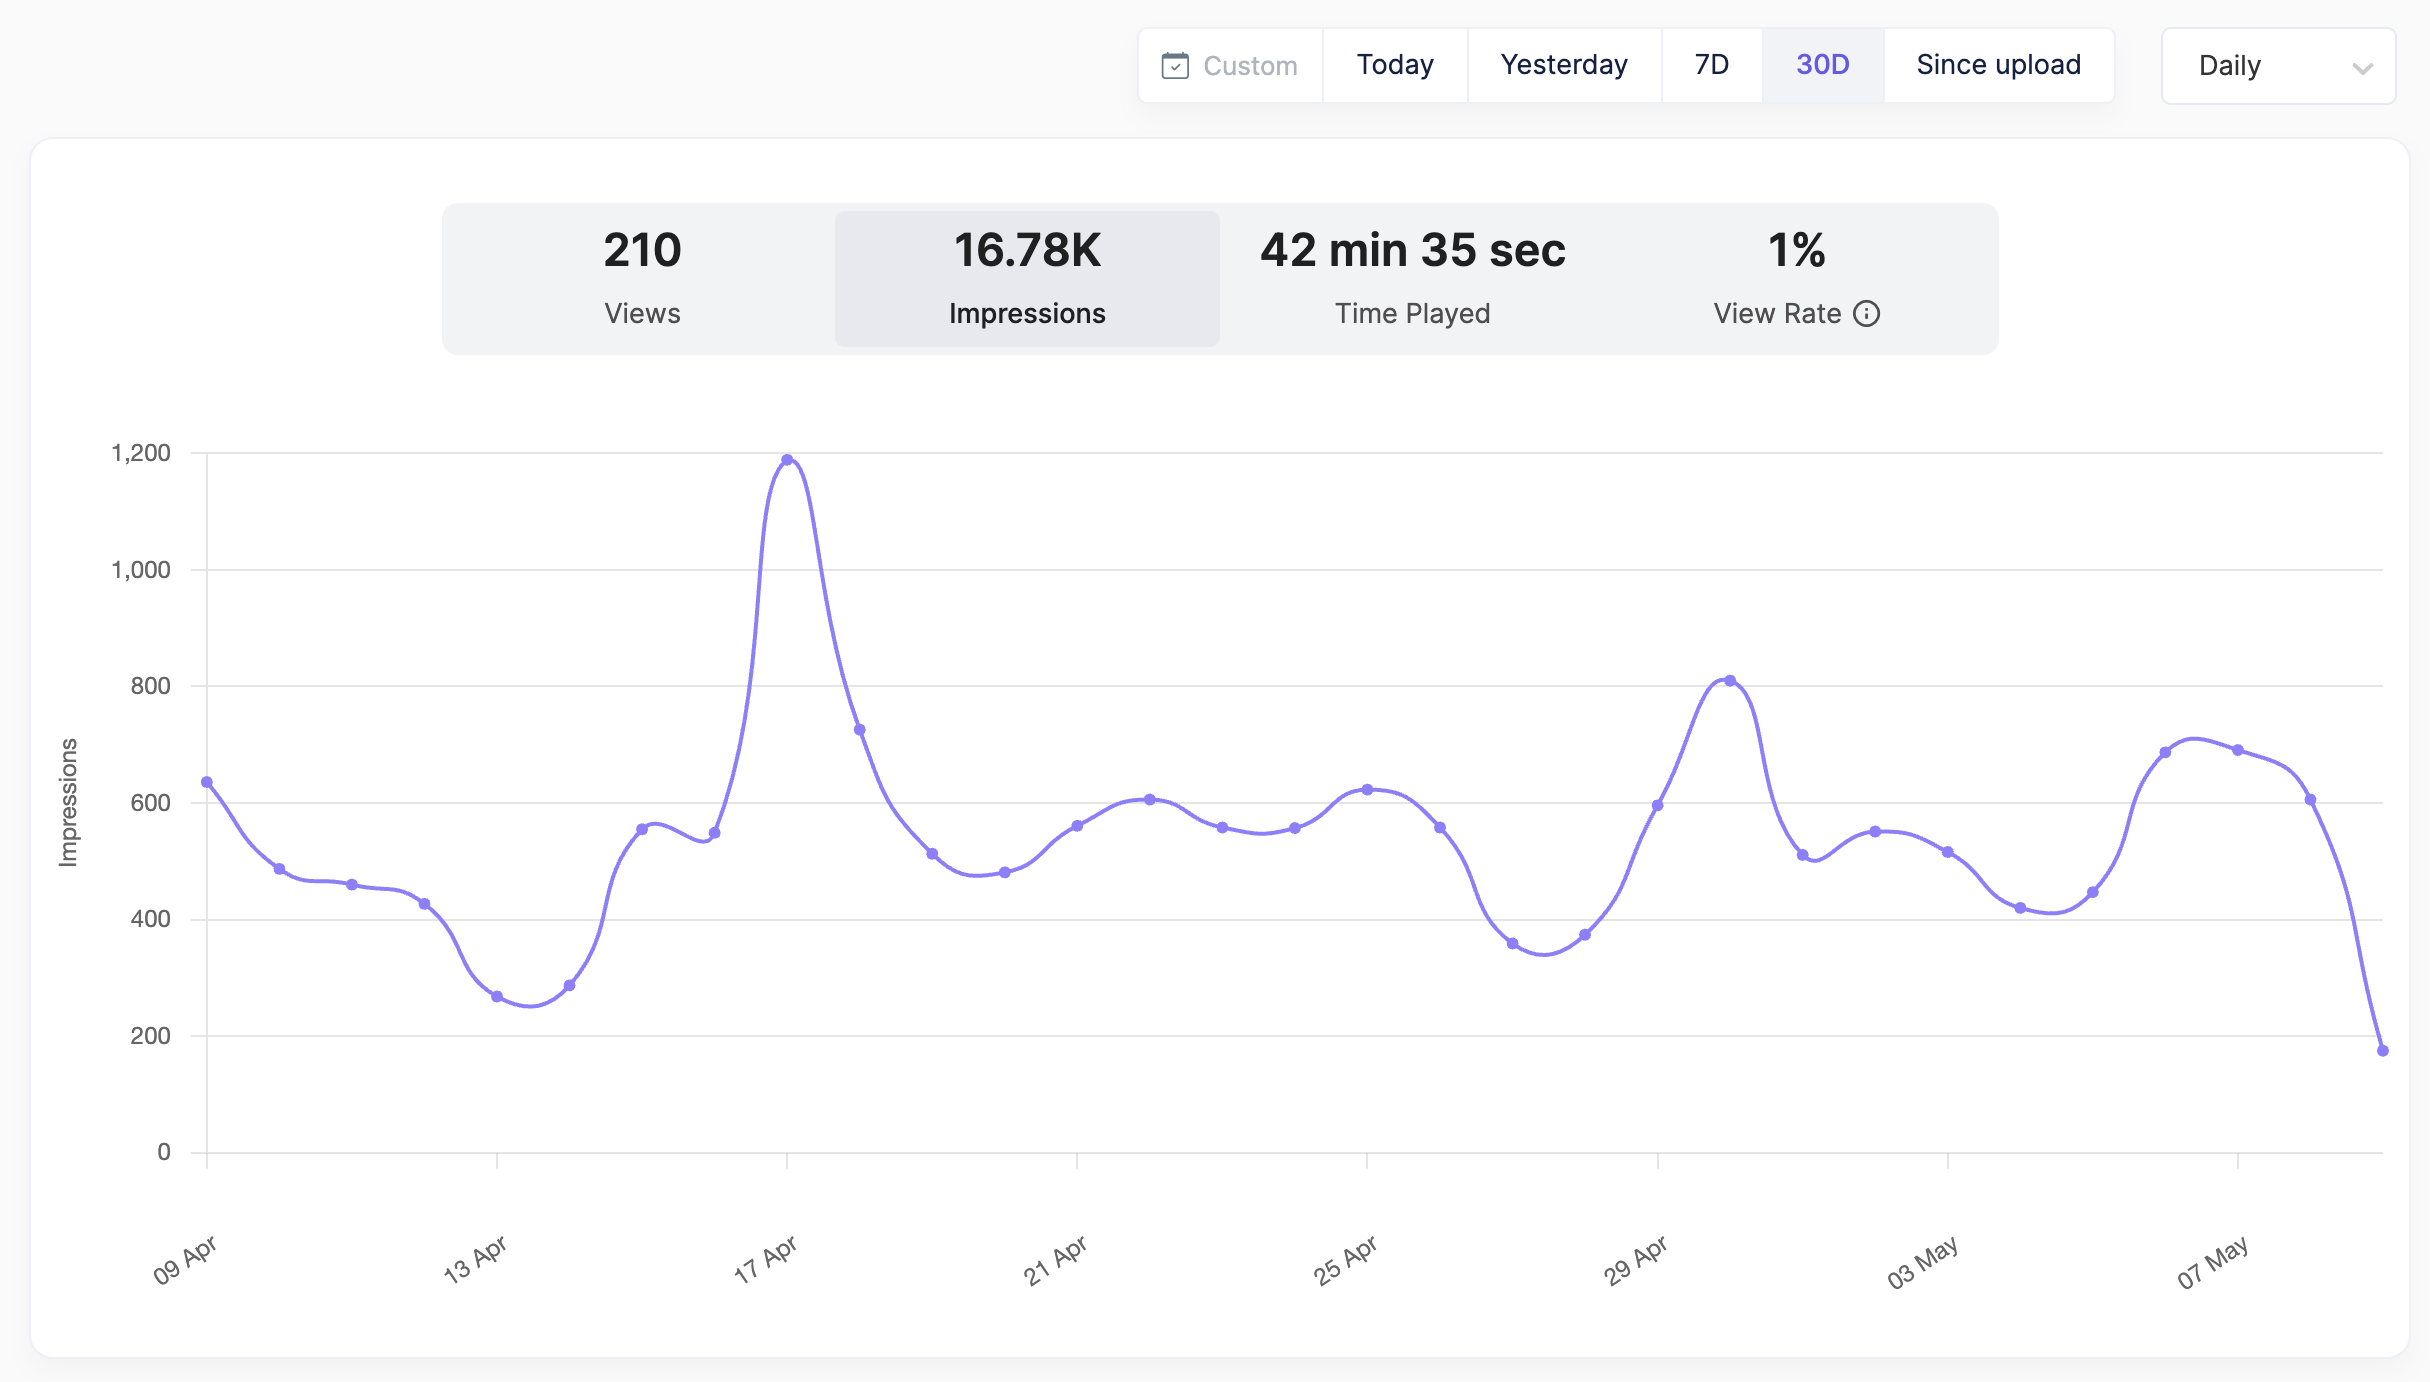 Custom
Today
Yesterday
7D
30D
Since upload
Daily
210
Views
16.78K
Impressions
42 min 35 sec
Time Played
1%
View Rate
Impressions
1,200
1,000
800
600
400
200
0
09 Apr
13 Apr
17 Apr
21 Apr
25 Apr
29 Apr
03 May
07 May